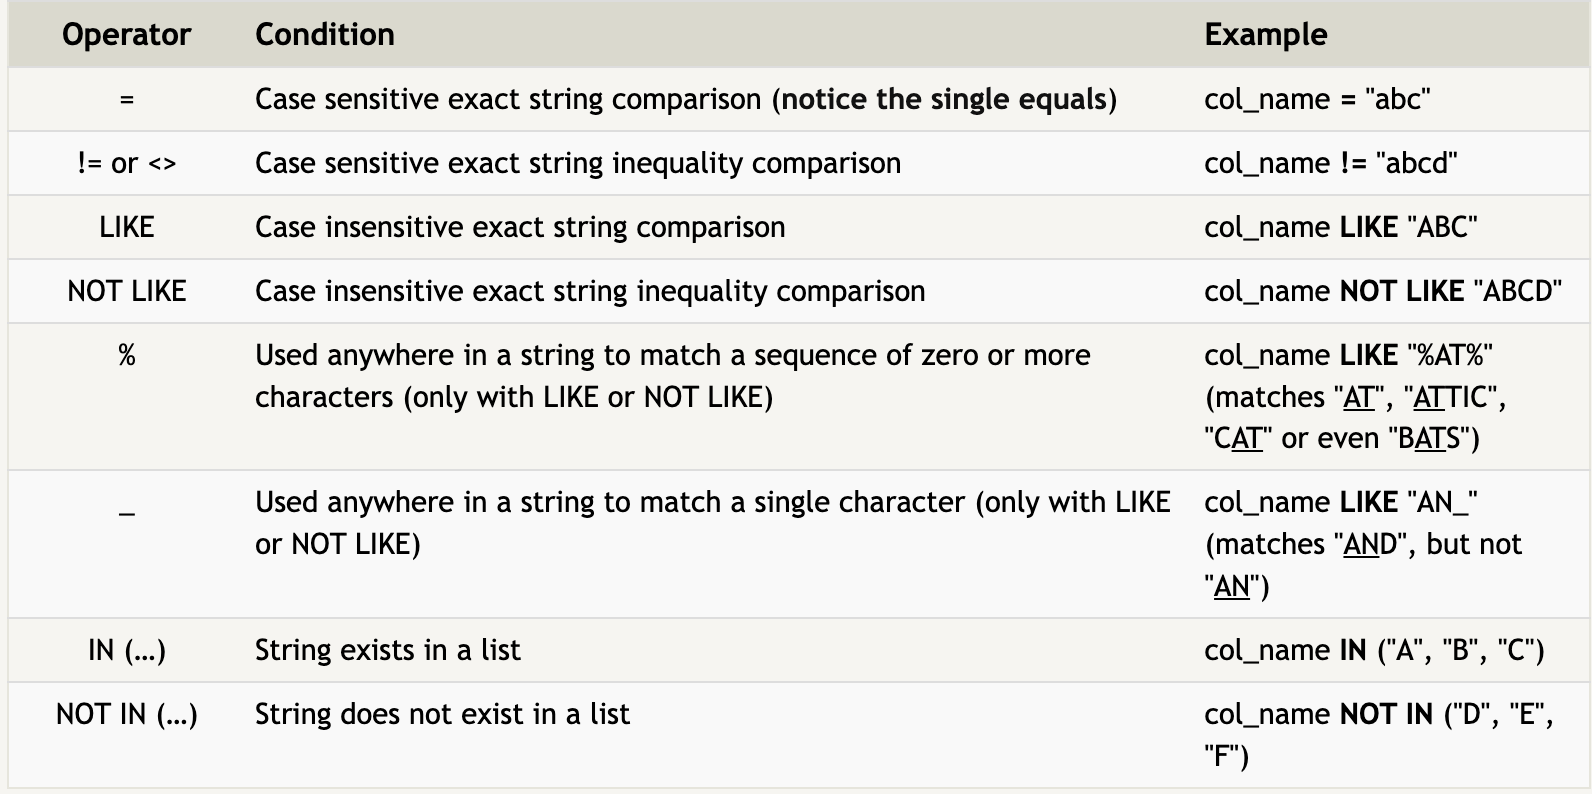 Operator Condition Example
= Case sensitive exact string comparison (notice the single equals) col_name = "abc"
!= or <> Case sensitive exact string inequality comparison col_name != "abcd"
LIKE Case insensitive exact string comparison col_name LIKE "ABC"
NOT LIKE Case insensitive exact string inequality comparison col_name NOT LIKE "ABCD"
% Used anywhere in a string to match a sequence of zero or more col_name LIKE "%AT%"
characters (only with LIKE or NOT LIKE) (matches "AT", "ATTIC",
"CAT" or even "BATS")
_ Used anywhere in a string to match a single character (only with LIKE col_name LIKE "AN_"
or NOT LIKE) (matches "AND", but not
"AN")
IN (…) String exists in a list col_name IN ("A", "B", "C")
NOT IN (…) String does not exist in a list col_name NOT IN ("D", "E",
"F")